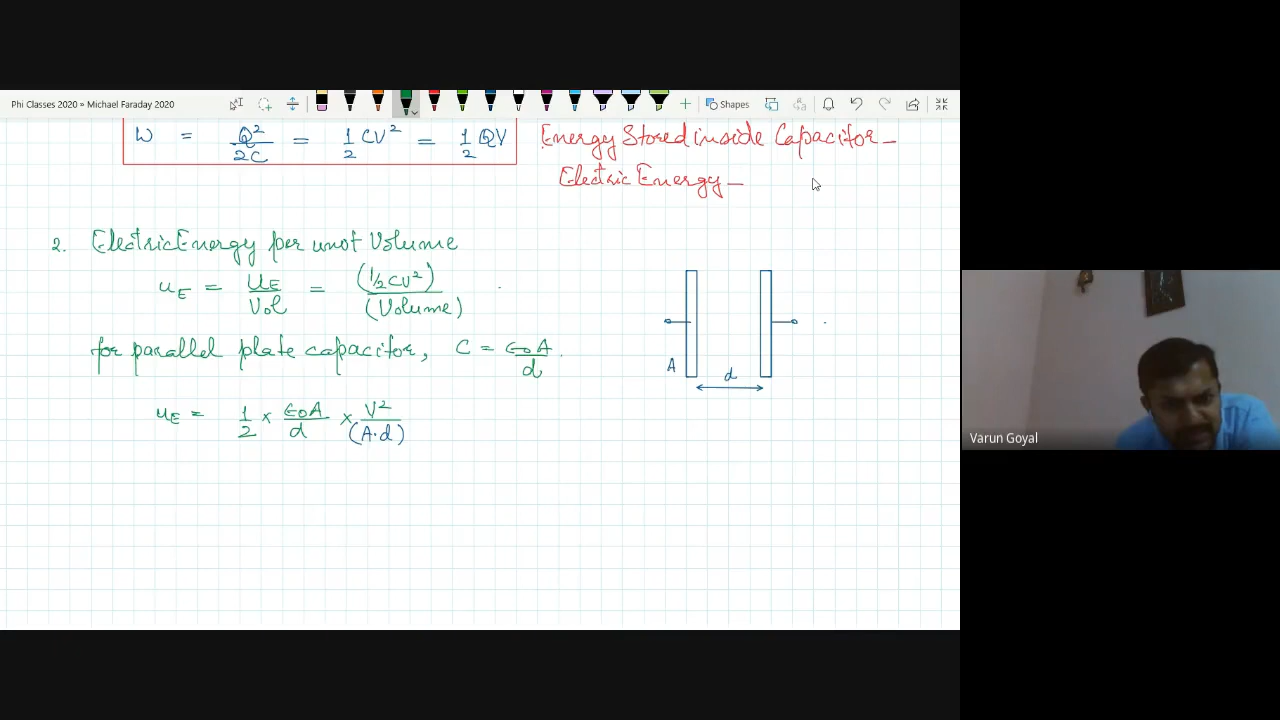 Phi Classes 2020 » Michael Faraday 2020
Shapes
W = Q²/2C = 1/2 CV² = 1/2 QV Energy Stored inside Capacitor –
Electric Energy –
2. Electric Energy per unot Volume
u_E = U_E/Vol = (1/2 CV²)/(Volume)
for parallel plate capacitor, C = ε₀A/d.
u_E = 1/2 × ε₀A/d × V²/(A·d)
A
d
Varun Goyal